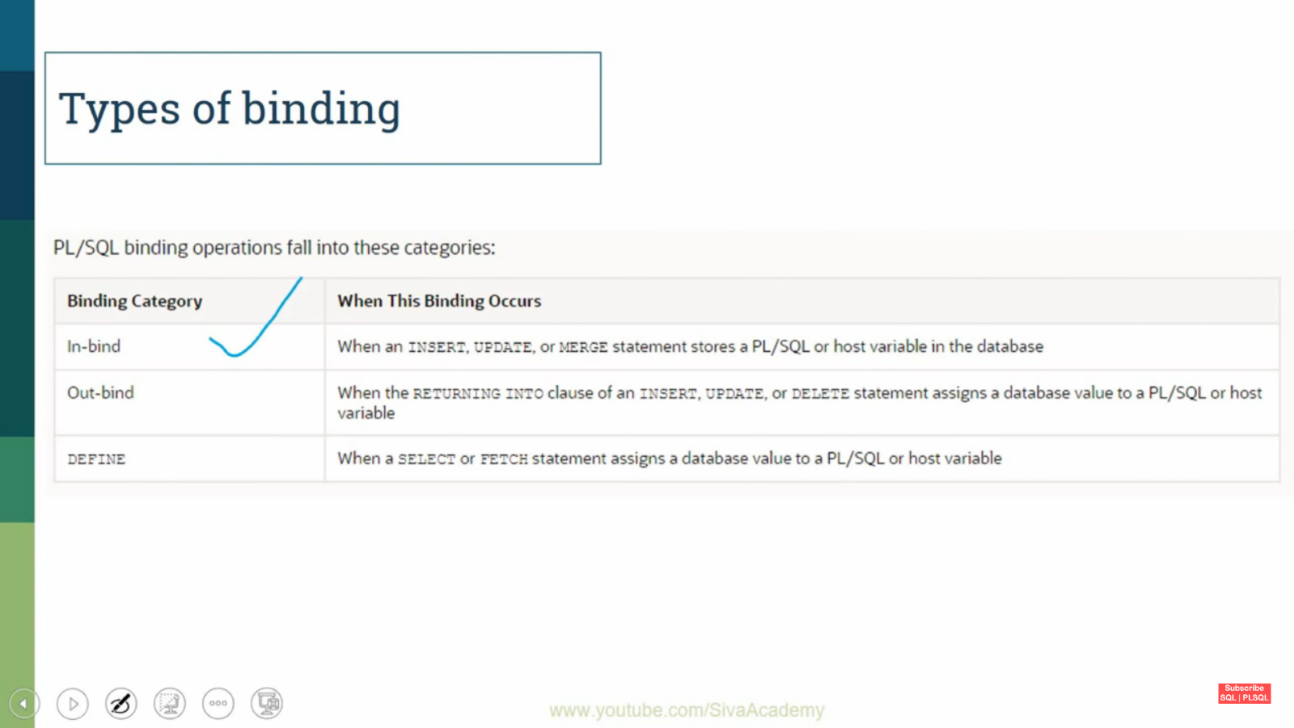 Types of binding
PL/SQL binding operations fall into these categories:
Binding Category When This Binding Occurs
In-bind When an INSERT, UPDATE, or MERGE statement stores a PL/SQL or host variable in the database
Out-bind When the RETURNING INTO clause of an INSERT, UPDATE, or DELETE statement assigns a database value to a PL/SQL or host
variable
DEFINE When a SELECT or FETCH statement assigns a database value to a PL/SQL or host variable
Subscribe
SQL | PLSQL
www.youtube.com/SivaAcademy